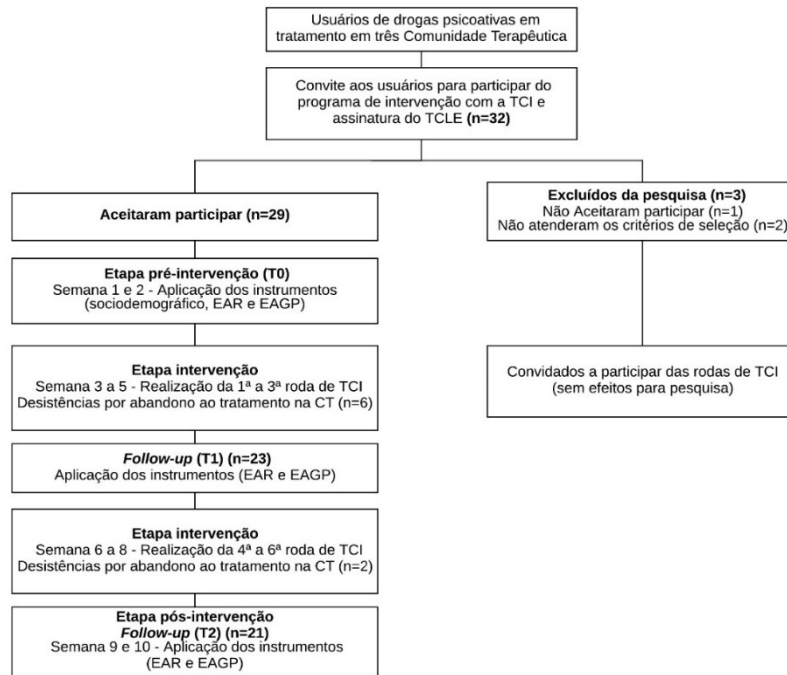 Usuários de drogas psicoativas em
tratamento em três Comunidade Terapêutica
Convite aos usuários para participar do
programa de intervenção com a TCI e
assinatura do TCLE (n=32)
Aceitaram participar (n=29)
Excluídos da pesquisa (n=3)
Não Aceitaram participar (n=1)
Não atenderam os critérios de seleção (n=2)
Etapa pré-intervenção (T0)
Semana 1 e 2 - Aplicação dos instrumentos
(sociodemográfico, EAR e EAGP)
Etapa intervenção
Semana 3 a 5 - Realização da 1ª a 3ª roda de TCI
Desistências por abandono ao tratamento na CT (n=6)
Convidados a participar das rodas de TCI
(sem efeitos para pesquisa)
Follow-up (T1) (n=23)
Aplicação dos instrumentos (EAR e EAGP)
Etapa intervenção
Semana 6 a 8 - Realização da 4ª a 6ª roda de TCI
Desistências por abandono ao tratamento na CT (n=2)
Etapa pós-intervenção
Follow-up (T2) (n=21)
Semana 9 e 10 - Aplicação dos instrumentos
(EAR e EAGP)